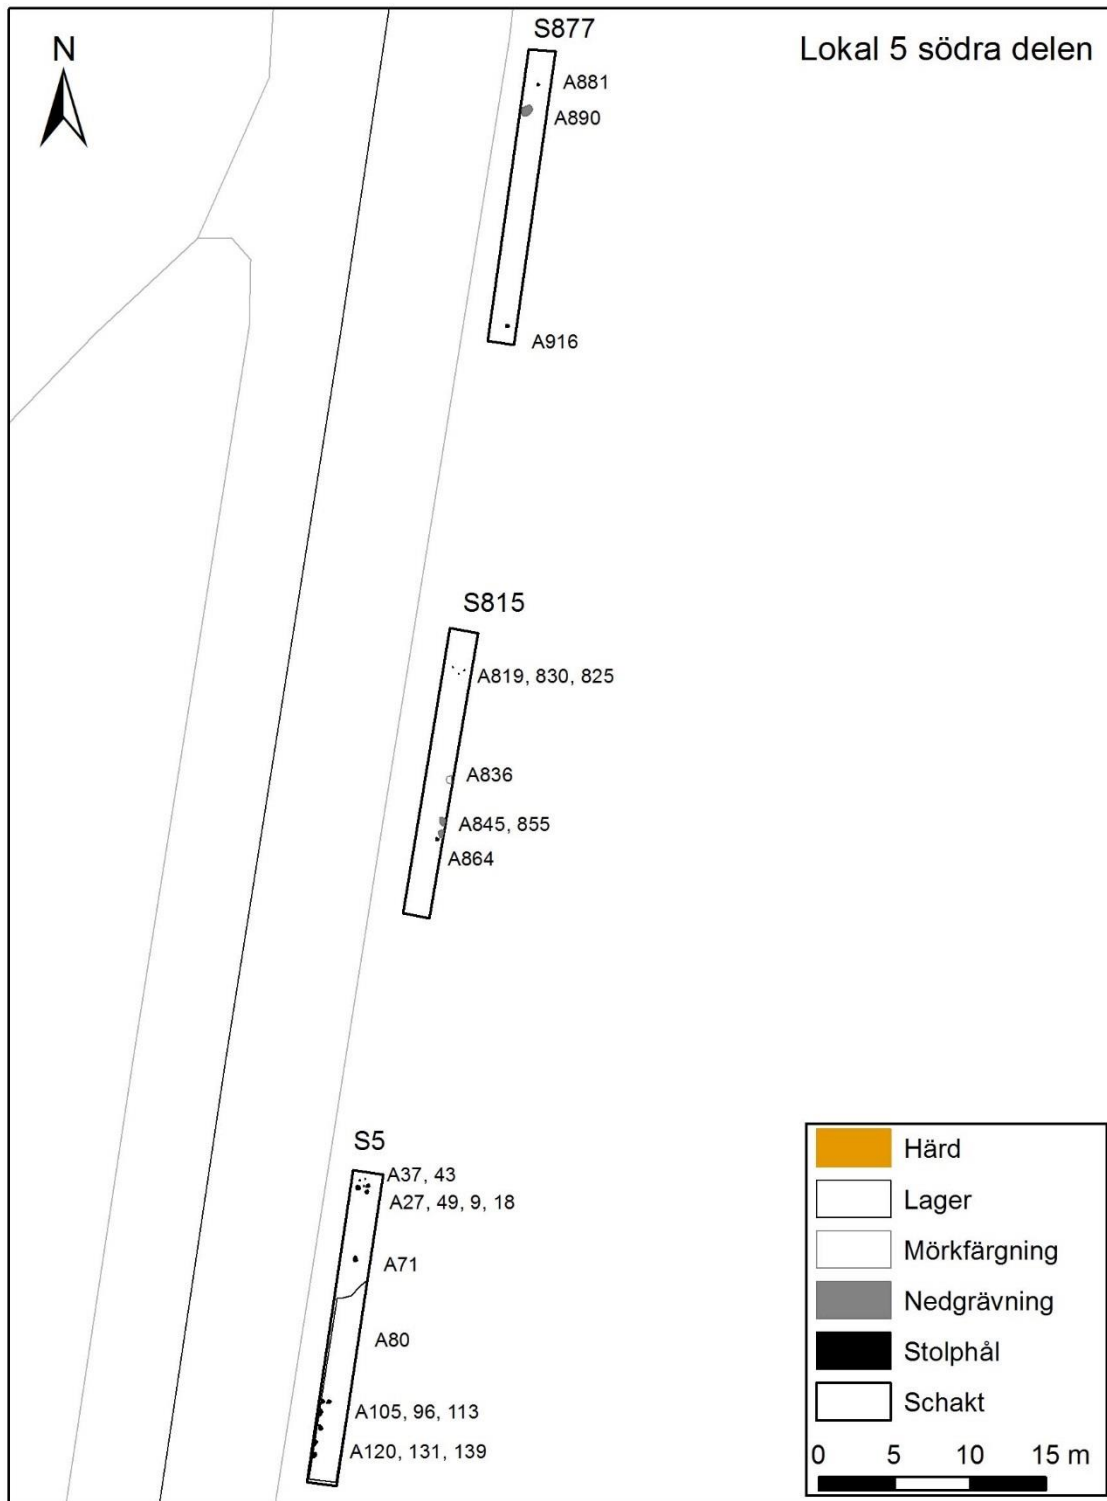 S877
N
Lokal 5 södra delen
A881
A890
A916
S815
A819, 830, 825
A836
A845, 855
A864
S5
A37, 43
A27, 49, 9, 18
A71
A80
A105, 96, 113
A120, 131, 139
Härd
Lager
Mörkfärgning
Nedgrävning
Stolphål
Schakt
0 5 10 15 m